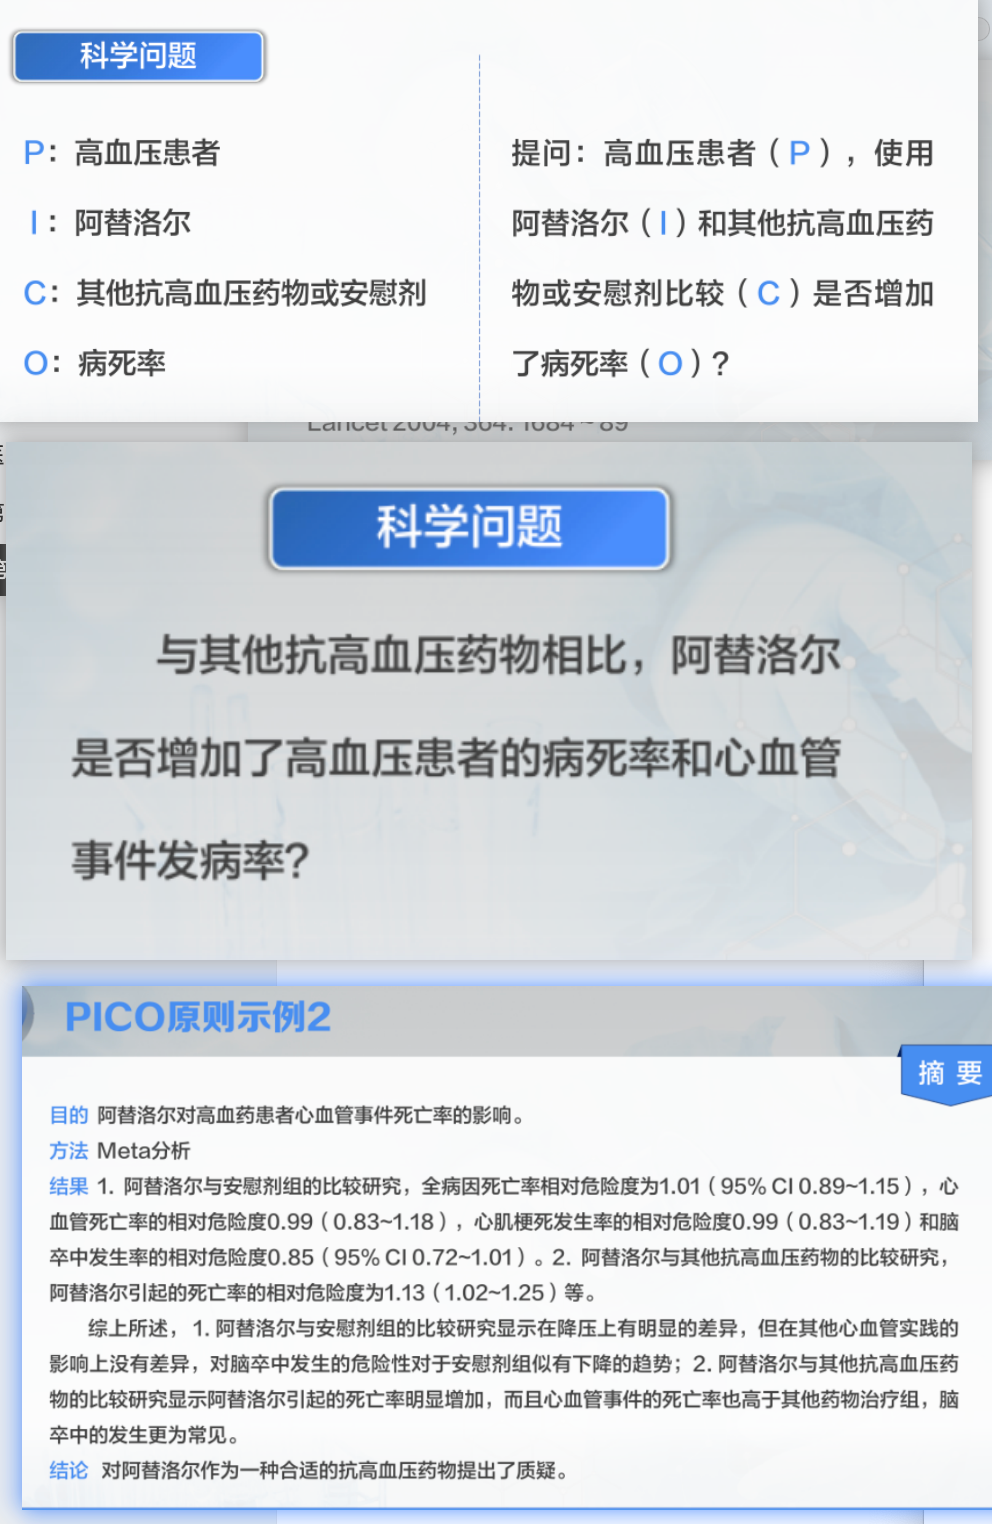 科学问题
P：高血压患者
I：阿替洛尔
C：其他抗高血压药物或安慰剂
O：病死率
提问：高血压患者（P），使用
阿替洛尔（I）和其他抗高血压药
物或安慰剂比较（C）是否增加
了病死率（O）？
Lancet 2004; 364: 1684~89
科学问题
与其他抗高血压药物相比，阿替洛尔
是否增加了高血压患者的病死率和心血管
事件发病率?
PICO原则示例2
摘 要
目的 阿替洛尔对高血药患者心血管事件死亡率的影响。
方法 Meta分析
结果 1. 阿替洛尔与安慰剂组的比较研究，全病因死亡率相对危险度为1.01（95% CI 0.89~1.15），心
血管死亡率的相对危险度0.99（0.83~1.18），心肌梗死发生率的相对危险度0.99（0.83~1.19）和脑
卒中发生率的相对危险度0.85（95% CI 0.72~1.01）。2. 阿替洛尔与其他抗高血压药物的比较研究，
阿替洛尔引起的死亡率的相对危险度为1.13（1.02~1.25）等。
综上所述，1. 阿替洛尔与安慰剂组的比较研究显示在降压上有明显的差异，但在其他心血管实践的
影响上没有差异，对脑卒中发生的危险性对于安慰剂组似有下降的趋势；2. 阿替洛尔与其他抗高血压药
物的比较研究显示阿替洛尔引起的死亡率明显增加，而且心血管事件的死亡率也高于其他药物治疗组，脑
卒中的发生更为常见。
结论 对阿替洛尔作为一种合适的抗高血压药物提出了质疑。